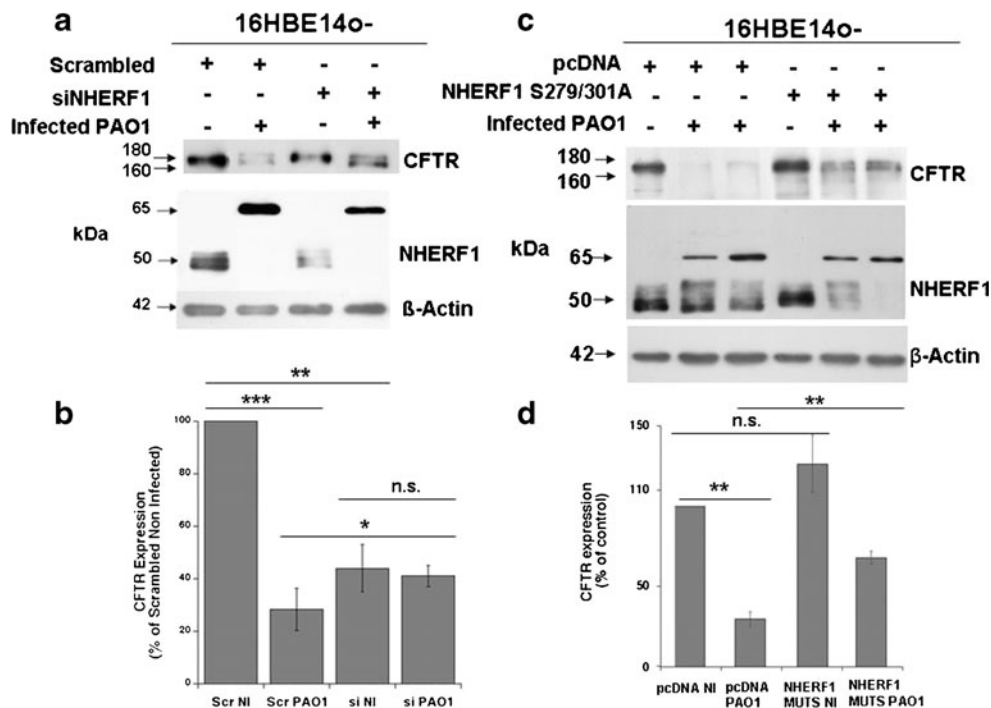 a
16HBE14o-
Scrambled + + - -
siNHERF1 - - + +
Infected PAO1 - + - +
180
160
CFTR
65
kDa
50
NHERF1
42
ß-Actin
b
**
***
n.s.
*
CFTR Expression
(% of Scrambled Non Infected)
100
80
60
40
20
0
Scr NI
Scr PAO1
si NI
si PAO1
c
16HBE14o-
pcDNA + + + - - -
NHERF1 S279/301A - - - + + +
Infected PAO1 - + + - + +
180
160
CFTR
kDa
65
50
NHERF1
42
β-Actin
d
**
n.s.
**
CFTR expression
(% of control)
150
110
50
0
pcDNA NI
pcDNA
PAO1
NHERF1
MUTS NI
NHERF1
MUTS PAO1